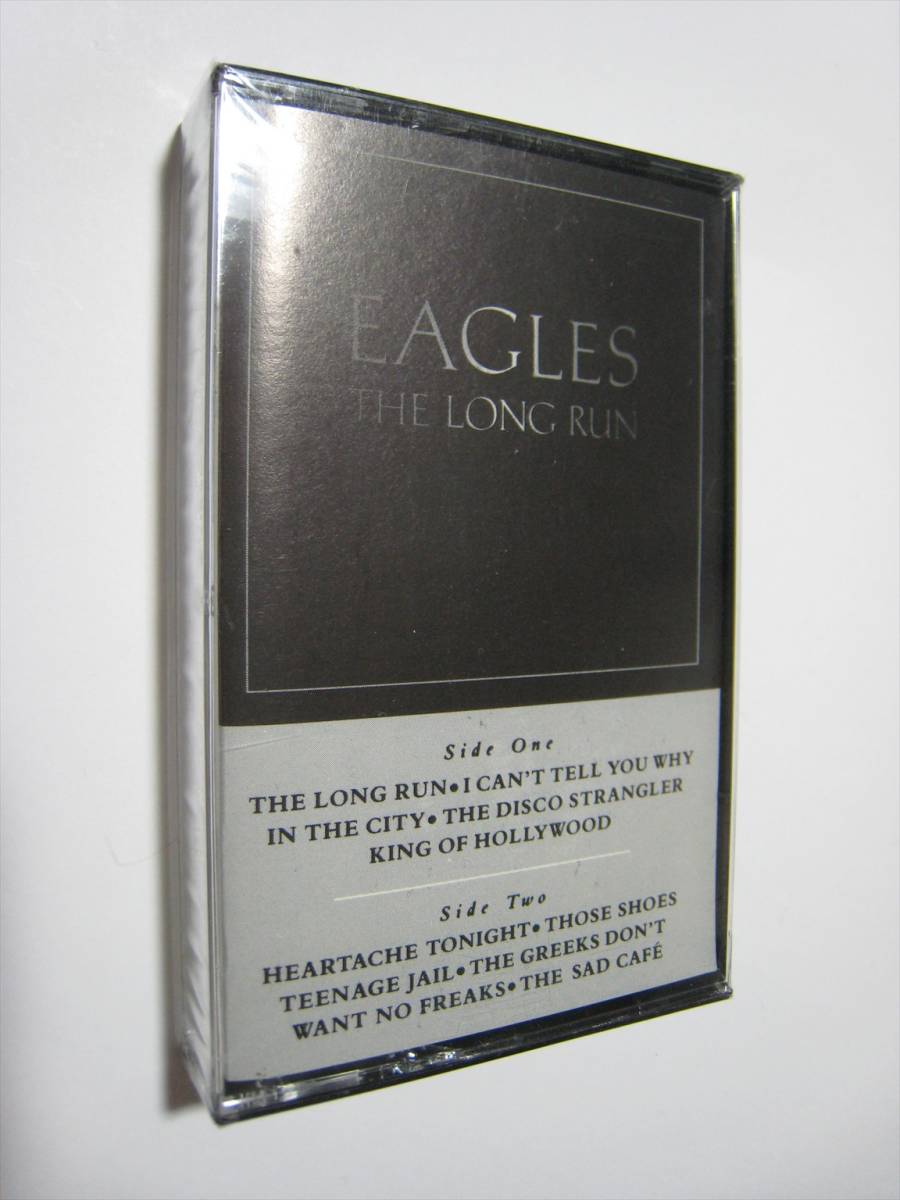 EAGLES
THE LONG RUN
Side One
THE LONG RUN•I CAN'T TELL YOU WHY
IN THE CITY•THE DISCO STRANGLER
KING OF HOLLYWOOD
Side Two
HEARTACHE TONIGHT•THOSE SHOES
TEENAGE JAIL•THE GREEKS DON'T
WANT NO FREAKS•THE SAD CAFÉ